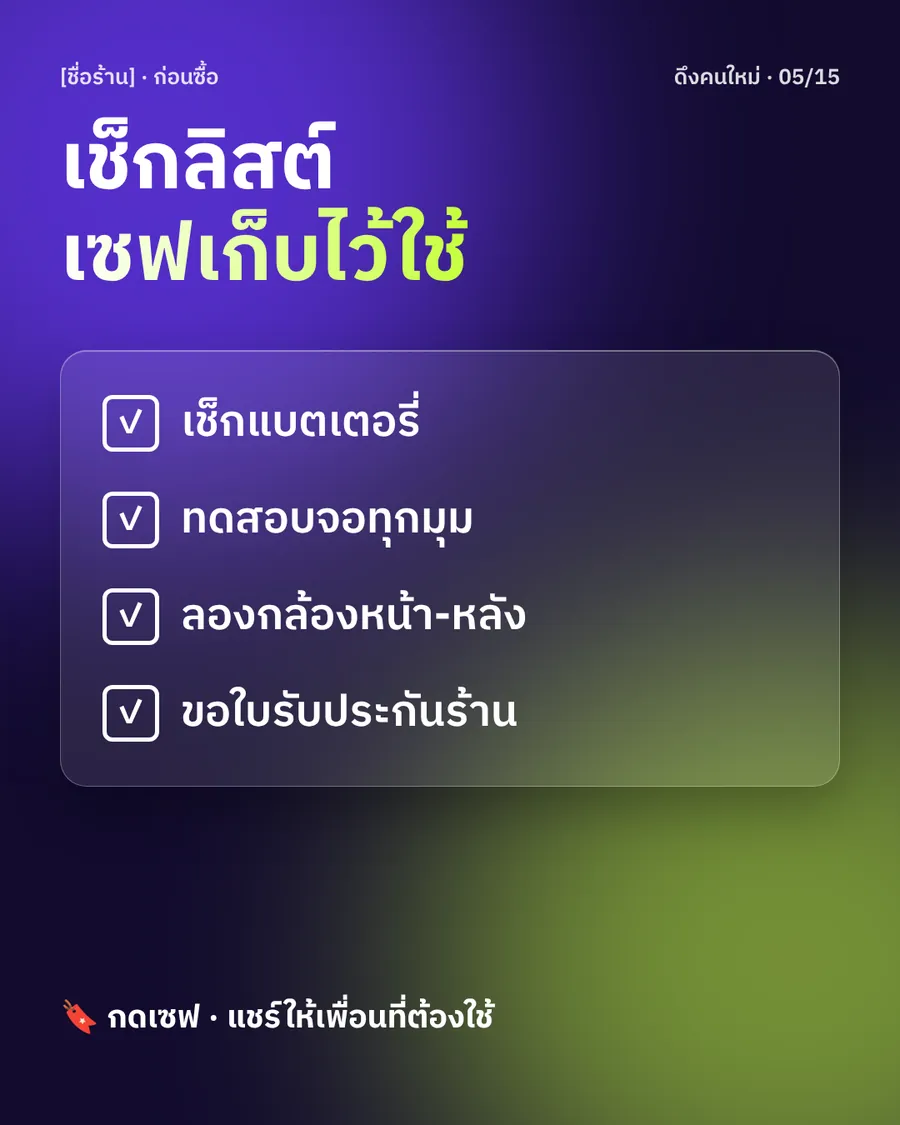 [ชื่อร้าน] · ก่อนซื้อ
ดึงคนใหม่ · 05/15
เช็กลิสต์
เซฟเก็บไว้ใช้
เช็กแบตเตอรี่
ทดสอบจอทุกมุม
ลองกล้องหน้า-หลัง
ขอใบรับประกันร้าน
🔖 กดเซฟ · แชร์ให้เพื่อนที่ต้องใช้